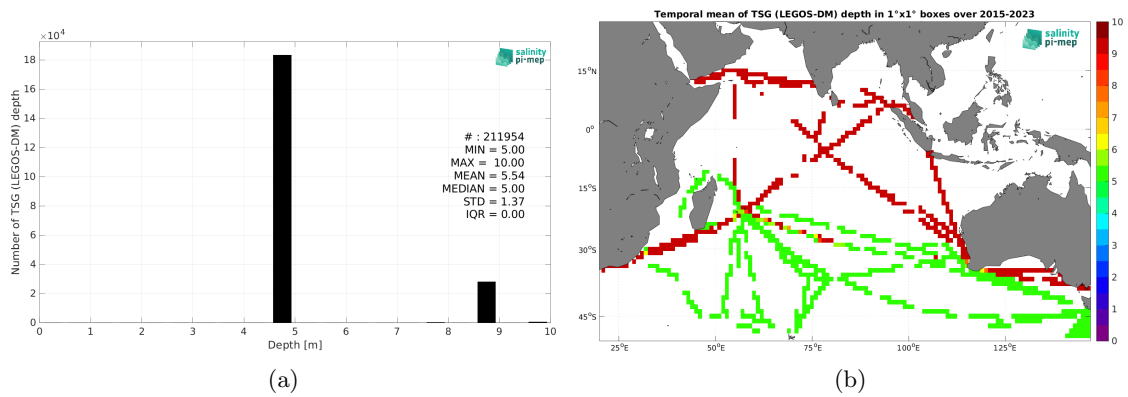 ×10⁴
18
16
14
12
10
8
6
4
2
0
Number of TSG (LEGOS-DM) depth
salinity
pi-mep
# : 211954
MIN = 5.00
MAX = 10.00
MEAN = 5.54
MEDIAN = 5.00
STD = 1.37
IQR = 0.00
0 1 2 3 4 5 6 7 8 9 10
Depth [m]
(a)
Temporal mean of TSG (LEGOS-DM) depth in 1°x1° boxes over 2015-2023
salinity
pi-mep
15°N
0°
15°S
30°S
45°S
25°E 50°E 75°E 100°E 125°E
10
9
8
7
6
5
4
3
2
1
0
(b)